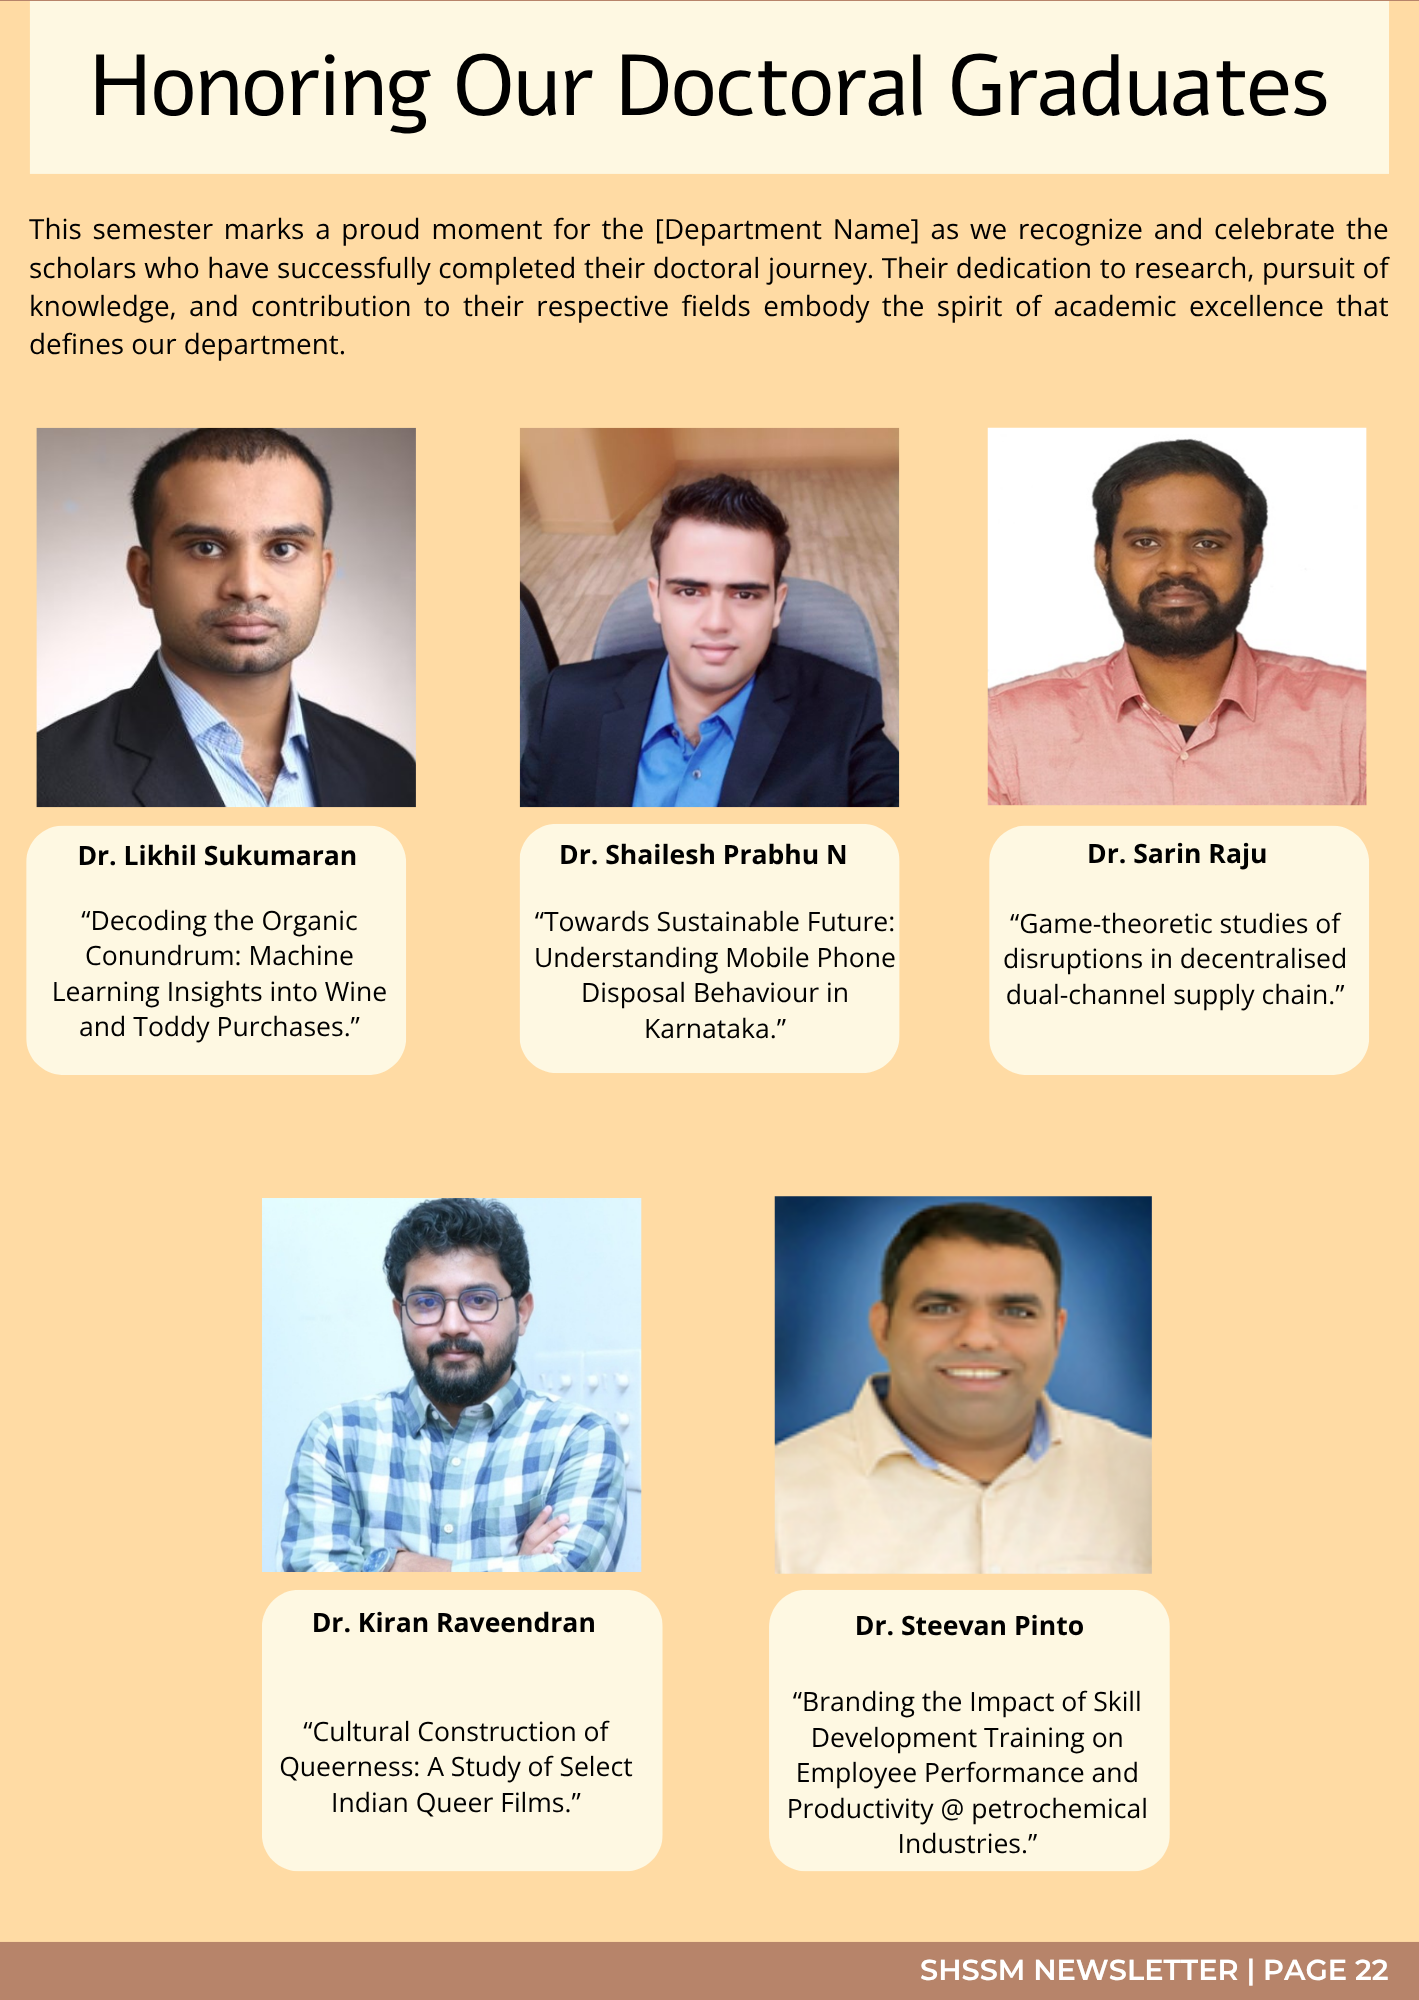 Honoring Our Doctoral Graduates
This semester marks a proud moment for the [Department Name] as we recognize and celebrate the
scholars who have successfully completed their doctoral journey. Their dedication to research, pursuit of
knowledge, and contribution to their respective fields embody the spirit of academic excellence that
defines our department.
Dr. Likhil Sukumaran
“Decoding the Organic
Conundrum: Machine
Learning Insights into Wine
and Toddy Purchases.”
Dr. Shailesh Prabhu N
“Towards Sustainable Future:
Understanding Mobile Phone
Disposal Behaviour in
Karnataka.”
Dr. Sarin Raju
“Game-theoretic studies of
disruptions in decentralised
dual-channel supply chain.”
Dr. Kiran Raveendran
“Cultural Construction of
Queerness: A Study of Select
Indian Queer Films.”
Dr. Steevan Pinto
“Branding the Impact of Skill
Development Training on
Employee Performance and
Productivity @ petrochemical
Industries.”
SHSSM NEWSLETTER | PAGE 22